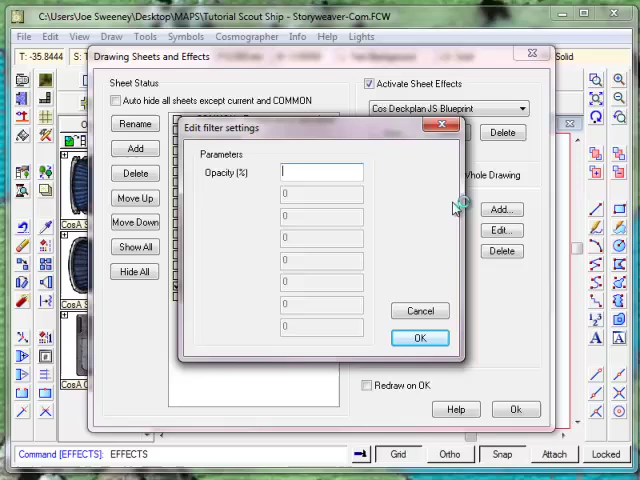 C:\Users\Joe Sweeney\Desktop\MAPS\Tutorial Scout Ship - Storyweaver-Com.FCW
File Edit View Draw Tools Symbols Cosmographer Info Help Lights
T: -35.8444
Solid
Drawing Sheets and Effects
Sheet Status
Auto hide all sheets except current and COMMON
Activate Sheet Effects
Cos Deckplan JS Blueprint
Rename
Add
Delete
Move Up
Move Down
Show All
Hide All
Delete
Whole Drawing
Add...
Edit...
Delete
Edit filter settings
Parameters
Opacity (%)
0
0
0
0
0
0
0
Cancel
OK
Redraw on OK
Help
Ok
CosA
CosA
CosA
Command [EFFECTS]: EFFECTS
Grid Ortho Snap Attach Locked